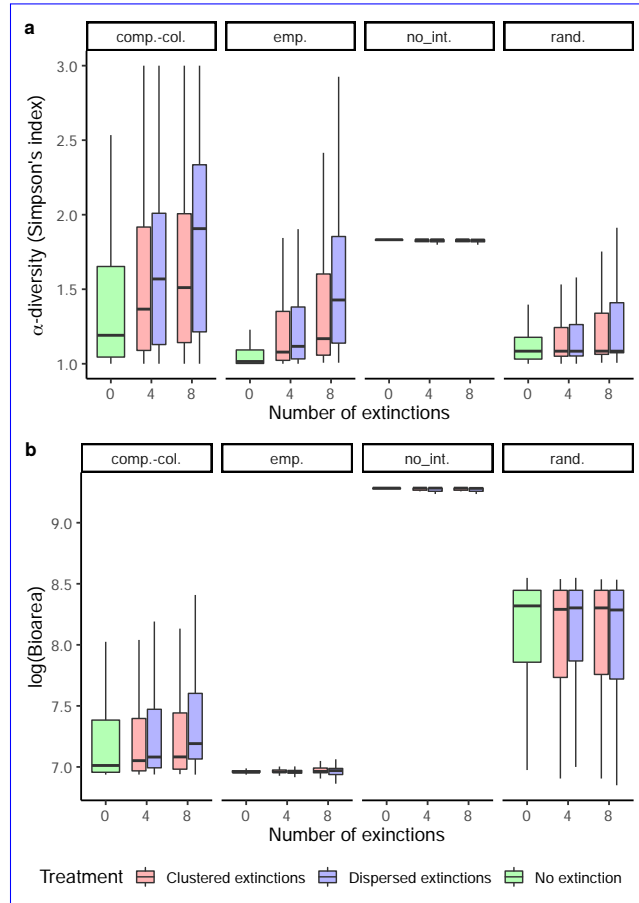 a
comp.-col. emp. no_int. rand.
α-diversity (Simpson's index)
3.0
2.5
2.0
1.5
1.0
0 4 8 0 4 8 0 4 8 0 4 8
Number of extinctions
b
comp.-col. emp. no_int. rand.
log(Bioarea)
9.0
8.5
8.0
7.5
7.0
0 4 8 0 4 8 0 4 8 0 4 8
Number of exinctions
Treatment Clustered extinctions Dispersed extinctions No extinction